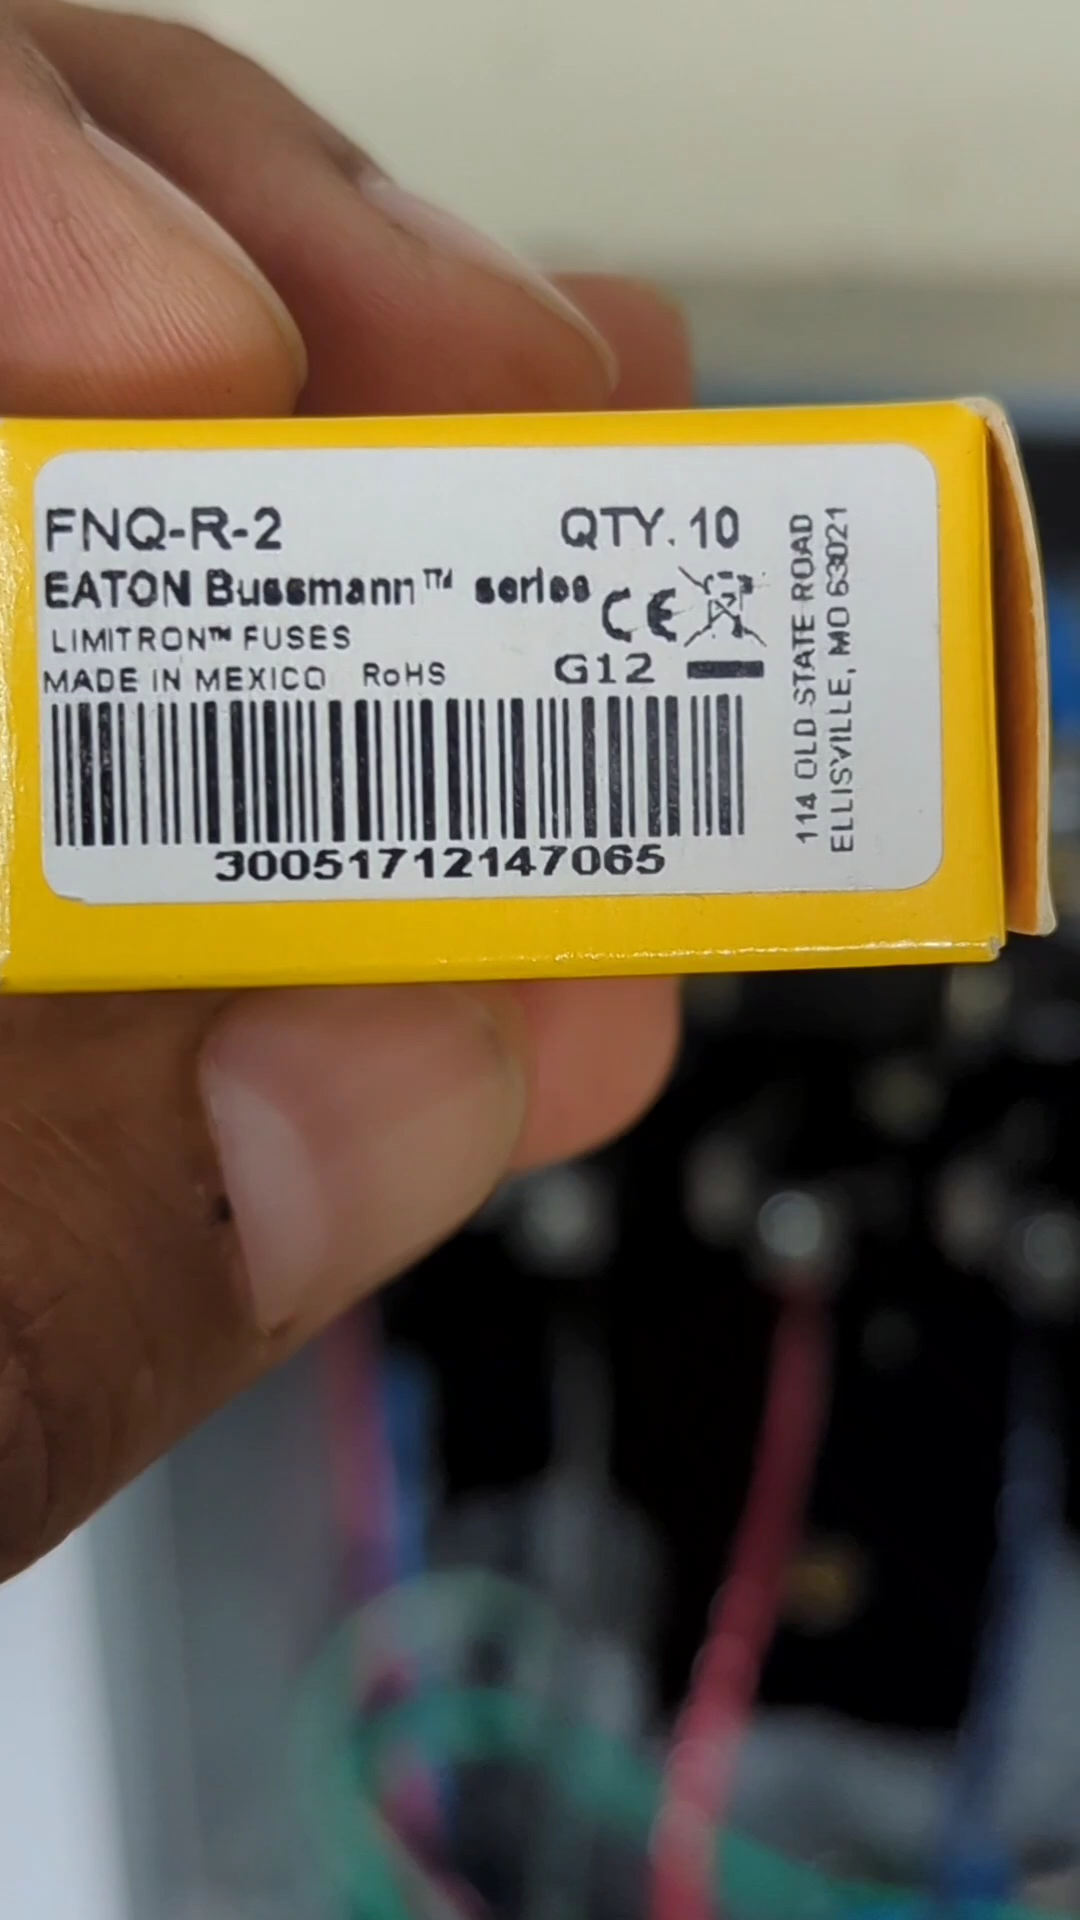 FNQ-R-2 QTY. 10
EATON Bussmann™ series
CE
LIMITRON™ FUSES
MADE IN MEXICO RoHS G12
30051712147065
114 OLD STATE ROAD
ELLISVILLE, MO 63021